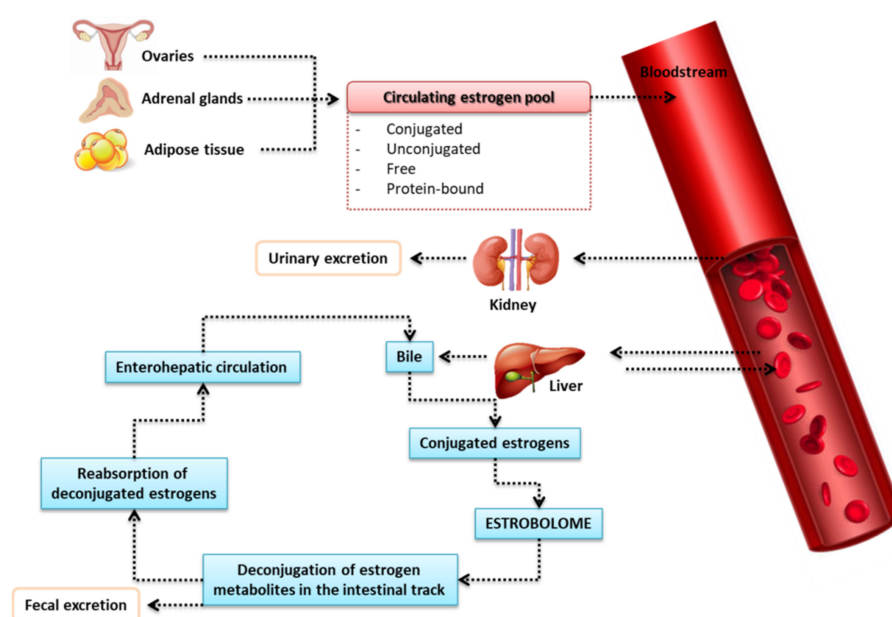 Ovaries
Adrenal glands
Adipose tissue
Circulating estrogen pool
- Conjugated
- Unconjugated
- Free
- Protein-bound
Bloodstream
Urinary excretion
Kidney
Enterohepatic circulation
Bile
Liver
Conjugated estrogens
Reabsorption of
deconjugated estrogens
ESTROBOLOME
Deconjugation of estrogen
metabolites in the intestinal track
Fecal excretion